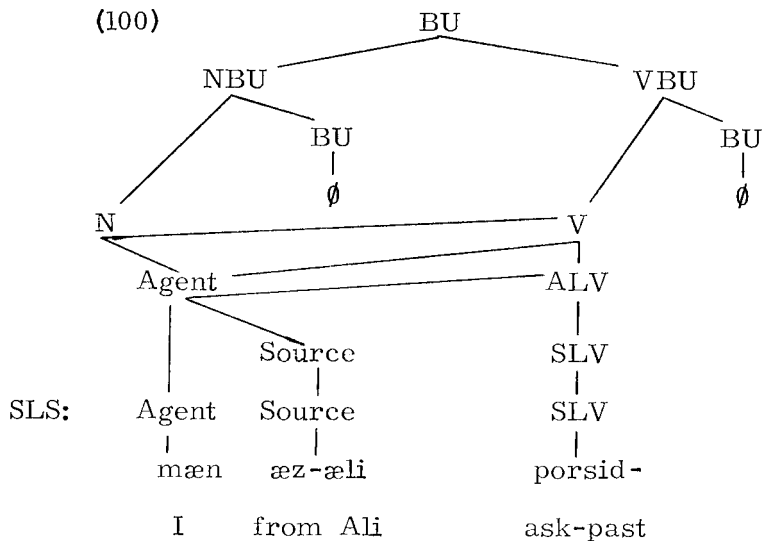 (100) BU
NBU VBU
BU BU
ø ø
N V
Agent ALV
Source SLV
SLS: Agent Source SLV
mæn æz-æli porsid-
I from Ali ask-past